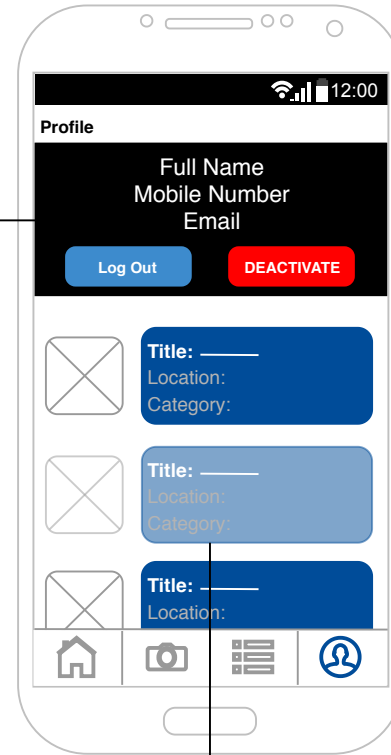 12:00
Profile
Full Name
Mobile Number
Email
Log Out DEACTIVATE
Title:
Location:
Category:
Title:
Location:
Category:
Title:
Location: